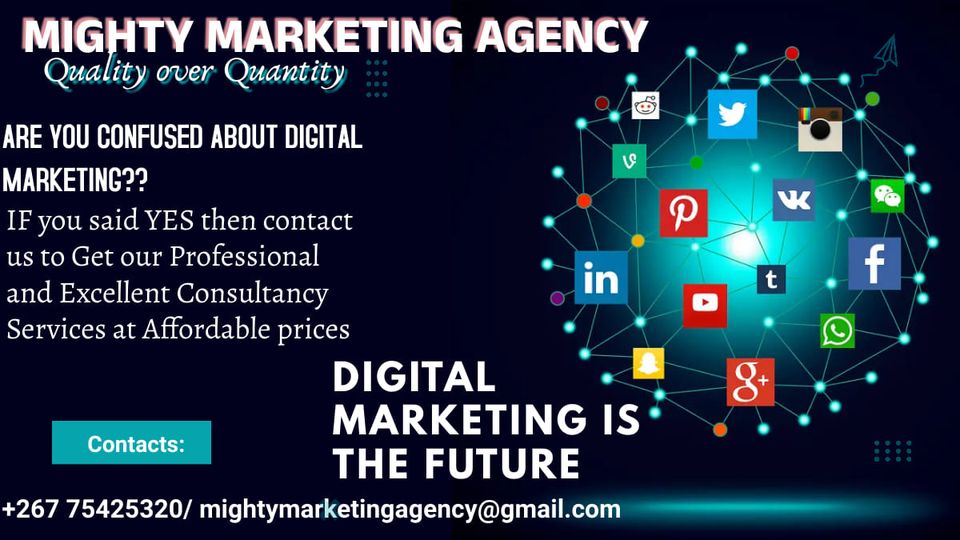 MIGHTY MARKETING AGENCY
Quality over Quantity
ARE YOU CONFUSED ABOUT DIGITAL
MARKETING??
IF you said YES then contact
us to Get our Professional
and Excellent Consultancy
Services at Affordable prices
in
t
f
g+
DIGITAL
MARKETING IS
THE FUTURE
Contacts:
+267 75425320/ mightymarketingagency@gmail.com